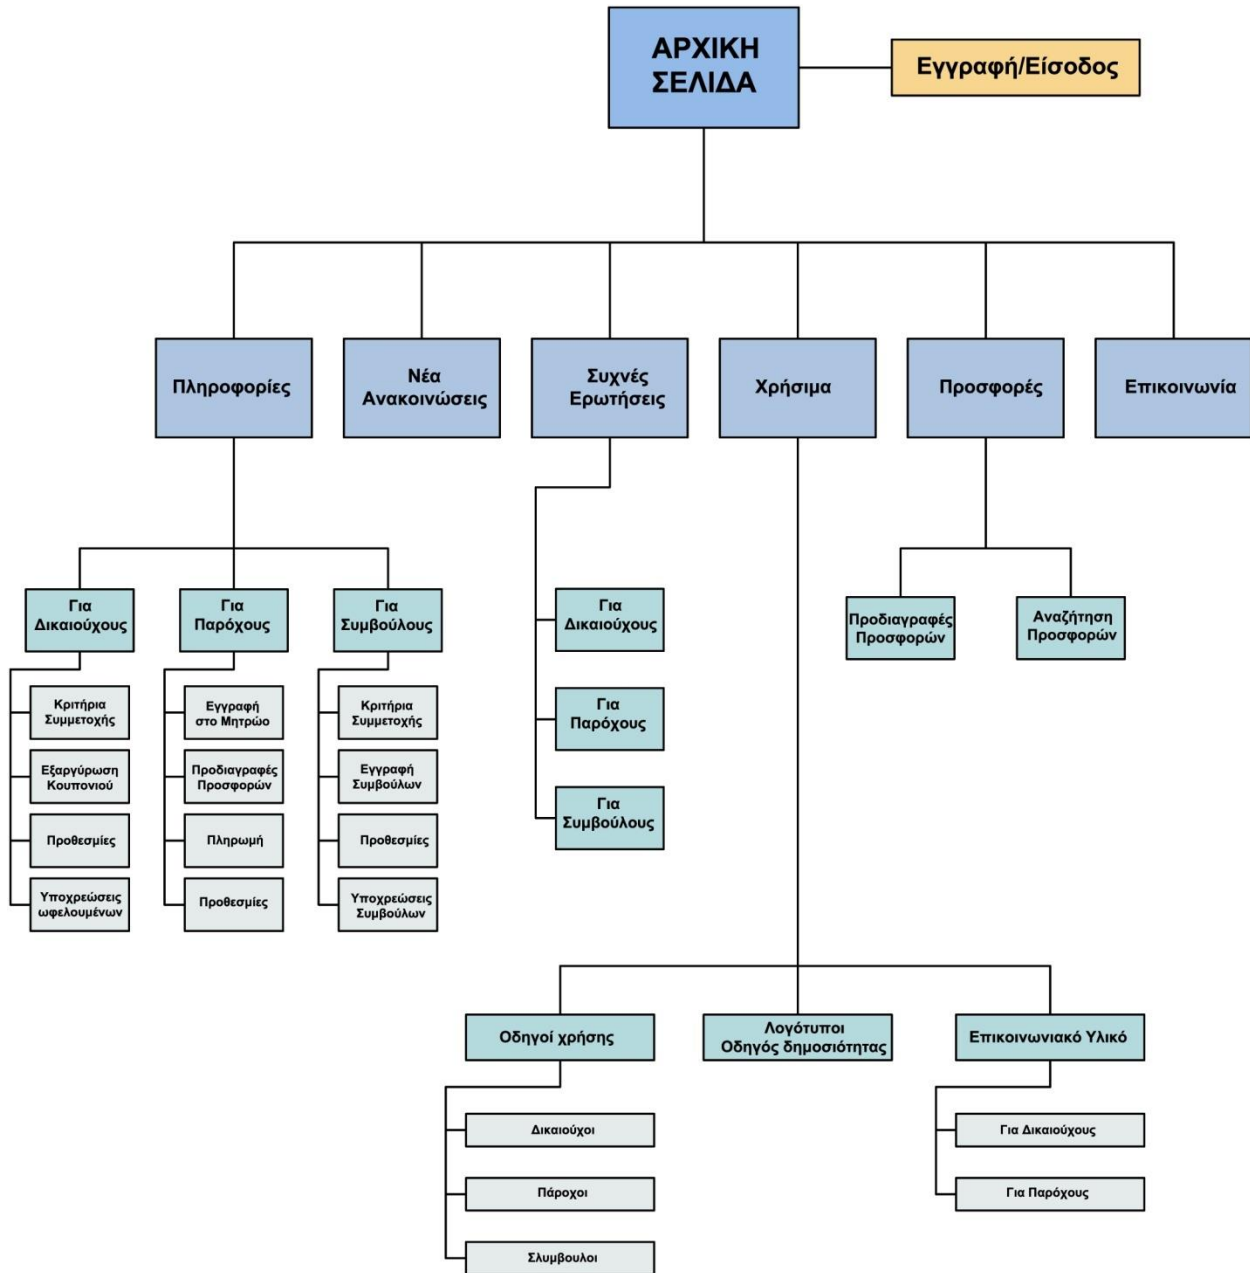 ΑΡΧΙΚΗ
ΣΕΛΙΔΑ
Εγγραφή/Είσοδος
Πληροφορίες
Νέα
Ανακοινώσεις
Συχνές
Ερωτήσεις
Χρήσιμα
Προσφορές
Επικοινωνία
Για
Δικαιούχους
Για
Παρόχους
Για
Συμβούλους
Κριτήρια
Συμμετοχής
Εξαργύρωση
Κουπονιού
Προθεσμίες
Υποχρεώσεις
ωφελουμένων
Εγγραφή
στο Μητρώο
Προδιαγραφές
Προσφορών
Πληρωμή
Προθεσμίες
Κριτήρια
Συμμετοχής
Εγγραφή
Συμβούλων
Προθεσμίες
Υποχρεώσεις
Συμβούλων
Για
Δικαιούχους
Για
Παρόχους
Για
Συμβούλους
Προδιαγραφές
Προσφορών
Αναζήτηση
Προσφορών
Οδηγοί χρήσης
Λογότυποι
Οδηγός δημοσιότητας
Επικοινωνιακό Υλικό
Δικαιούχοι
Πάροχοι
Σλυμβουλοι
Για Δικαιούχους
Για Παρόχους